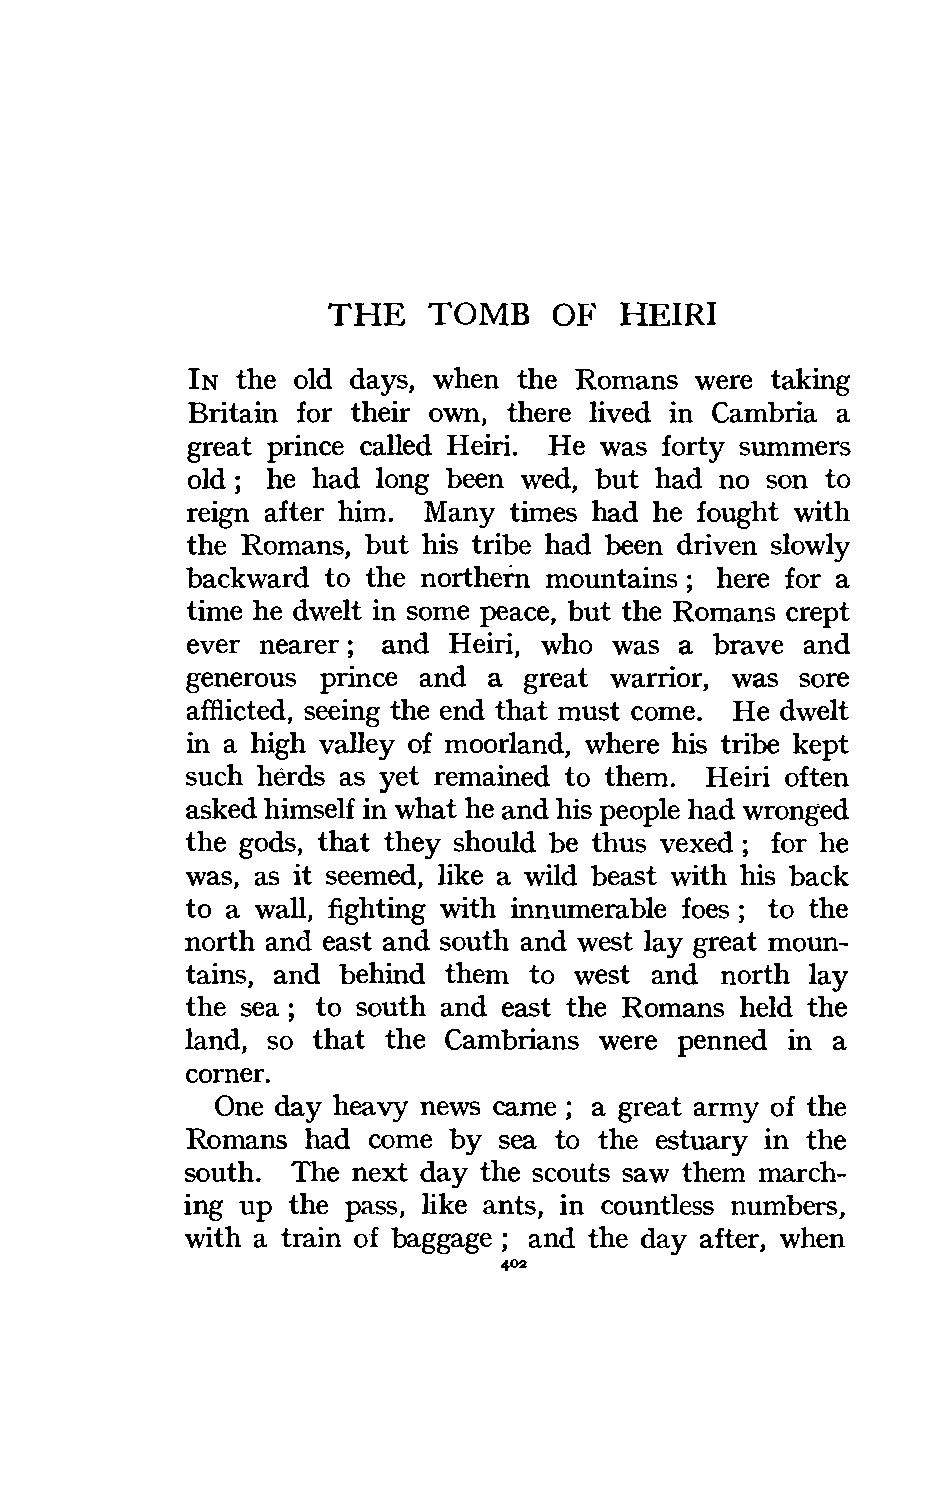 THE TOMB OF HEIRI
In the old days, when the Romans were taking
Britain for their own, there lived in Cambria a
great prince called Heiri. He was forty summers
old ; he had long been wed, but had no son to
reign after him. Many times had he fought with
the Romans, but his tribe had been driven slowly
backward to the northern mountains ; here for a
time he dwelt in some peace, but the Romans crept
ever nearer ; and Heiri, who was a brave and
generous prince and a great warrior, was sore
afflicted, seeing the end that must come. He dwelt
in a high valley of moorland, where his tribe kept
such herds as yet remained to them. Heiri often
asked himself in what he and his people had wronged
the gods, that they should be thus vexed ; for he
was, as it seemed, like a wild beast with his back
to a wall, fighting with innumerable foes ; to the
north and east and south and west lay great moun-
tains, and behind them to west and north lay
the sea ; to south and east the Romans held the
land, so that the Cambrians were penned in a
corner.
One day heavy news came ; a great army of the
Romans had come by sea to the estuary in the
south. The next day the scouts saw them march-
ing up the pass, like ants, in countless numbers,
with a train of baggage ; and the day after, when
402